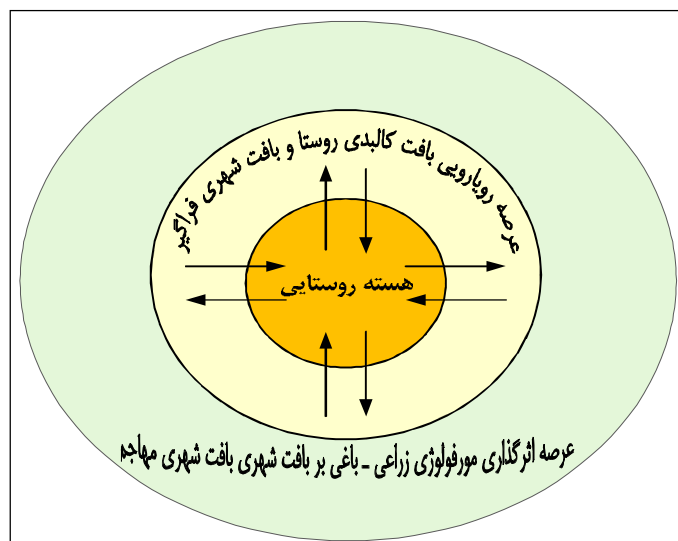 عرصه رویارویی بافت کالبدی روستا و بافت شهری فراگیر
هسته روستایی
عرصه اثرگذاری مورفولوژی زراعی ـ باغی بر بافت شهری بافت شهری مهاجم